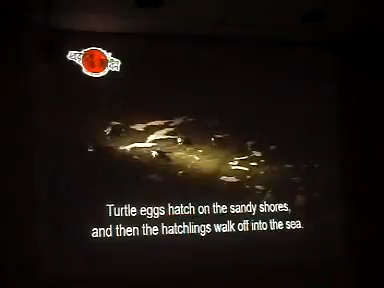 Turtle eggs hatch on the sandy shores,
and then the hatchlings walk off into the sea.